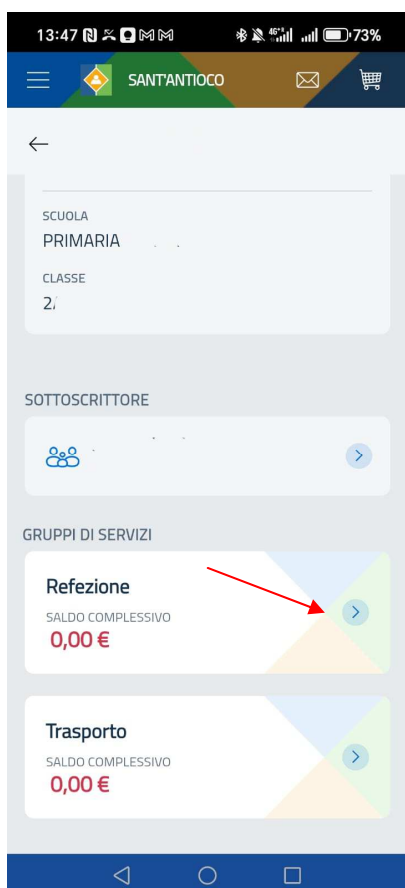 13:47 73%
SANT'ANTIOCO
SCUOLA
PRIMARIA
CLASSE
2
SOTTOSCRITTORE
GRUPPI DI SERVIZI
Refezione
SALDO COMPLESSIVO
0,00 €
Trasporto
SALDO COMPLESSIVO
0,00 €